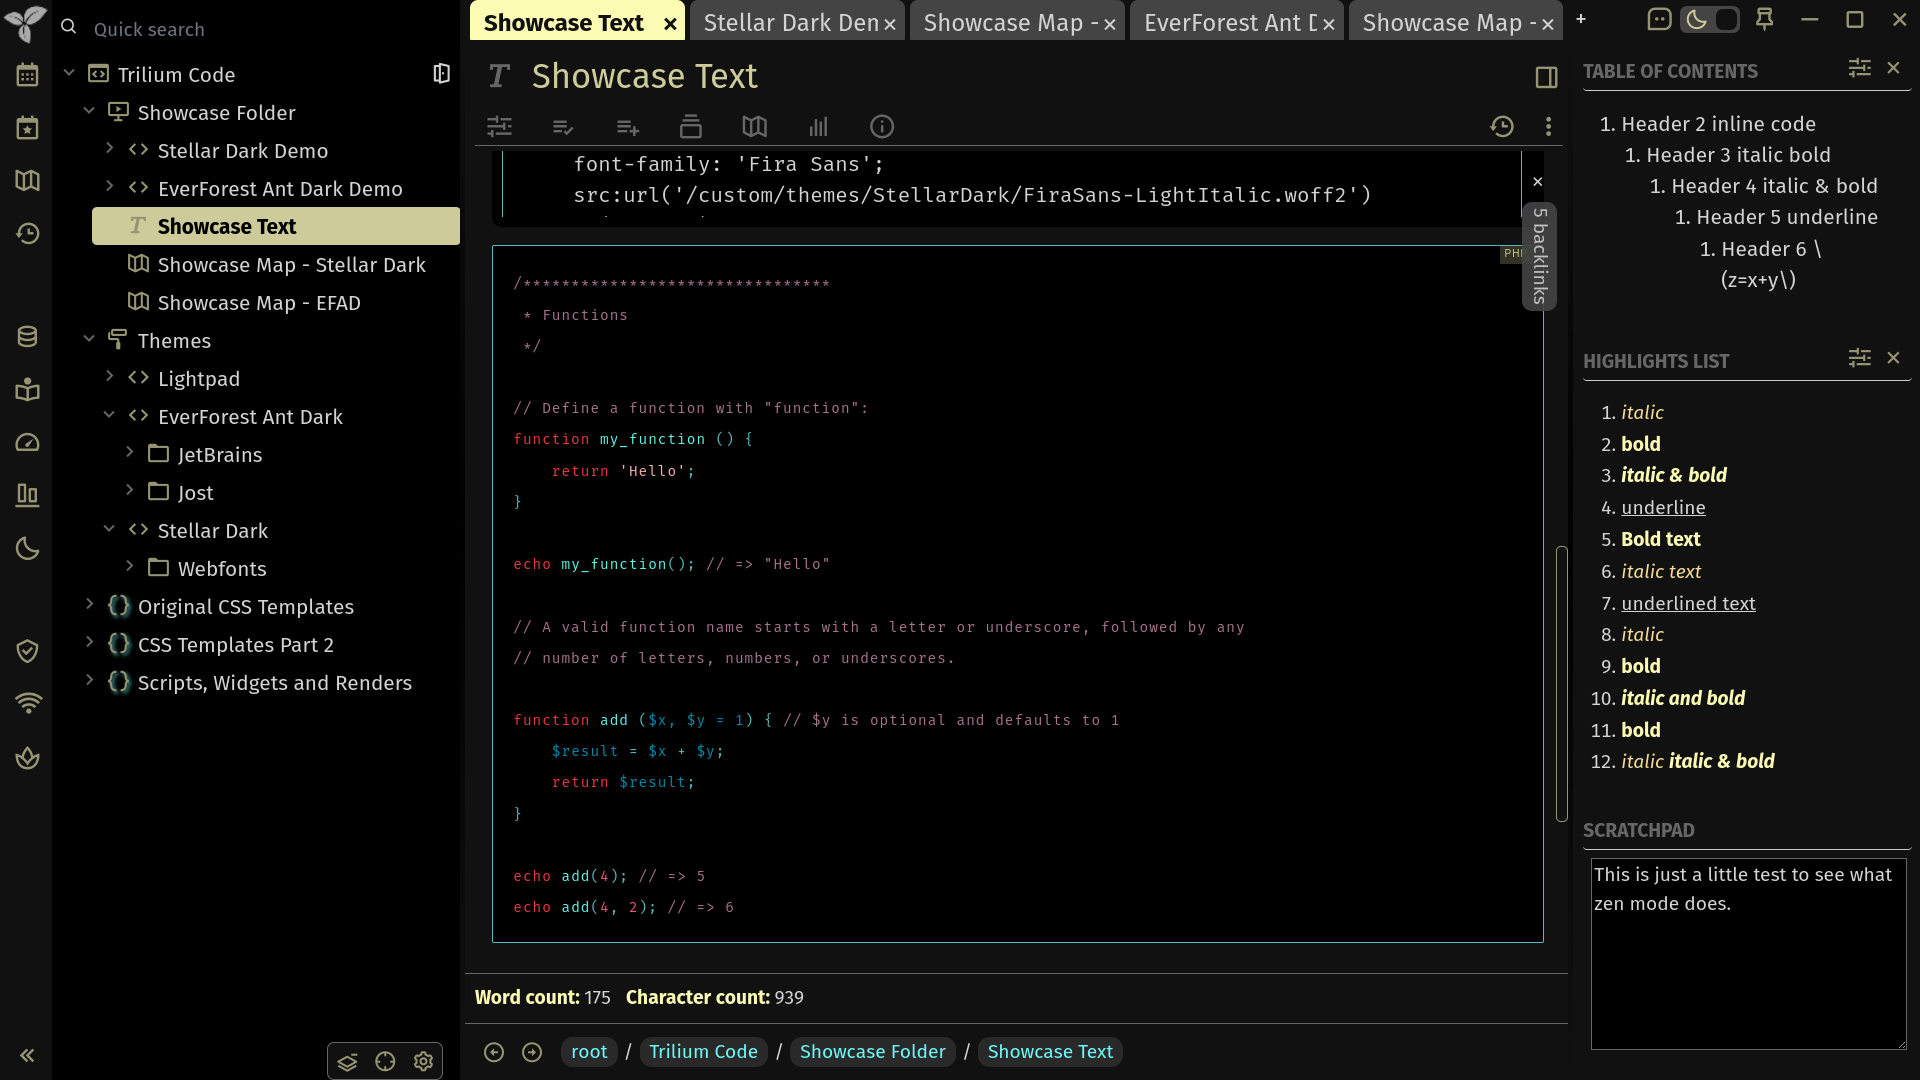 Quick search
Trilium Code
Showcase Folder
Stellar Dark Demo
EverForest Ant Dark Demo
Showcase Text
Showcase Map - Stellar Dark
Showcase Map - EFAD
Themes
Lightpad
EverForest Ant Dark
JetBrains
Jost
Stellar Dark
Webfonts
Original CSS Templates
CSS Templates Part 2
Scripts, Widgets and Renders
Showcase Text
Stellar Dark Den
Showcase Map -
EverForest Ant D
Showcase Map -
Showcase Text
font-family: 'Fira Sans';
src:url('/custom/themes/StellarDark/FiraSans-LightItalic.woff2')
5 backlinks
/********************************
* Functions
*/
// Define a function with "function":
function my_function () {
return 'Hello';
}
echo my_function(); // => "Hello"
// A valid function name starts with a letter or underscore, followed by any
// number of letters, numbers, or underscores.
function add ($x, $y = 1) { // $y is optional and defaults to 1
$result = $x + $y;
return $result;
}
echo add(4); // => 5
echo add(4, 2); // => 6
Word count: 175 Character count: 939
root / Trilium Code / Showcase Folder / Showcase Text
TABLE OF CONTENTS
1. Header 2 inline code
1. Header 3 italic bold
1. Header 4 italic & bold
1. Header 5 underline
1. Header 6 \
(z=x+y\)
HIGHLIGHTS LIST
1. italic
2. bold
3. italic & bold
4. underline
5. Bold text
6. italic text
7. underlined text
8. italic
9. bold
10. italic and bold
11. bold
12. italic italic & bold
SCRATCHPAD
This is just a little test to see what
zen mode does.